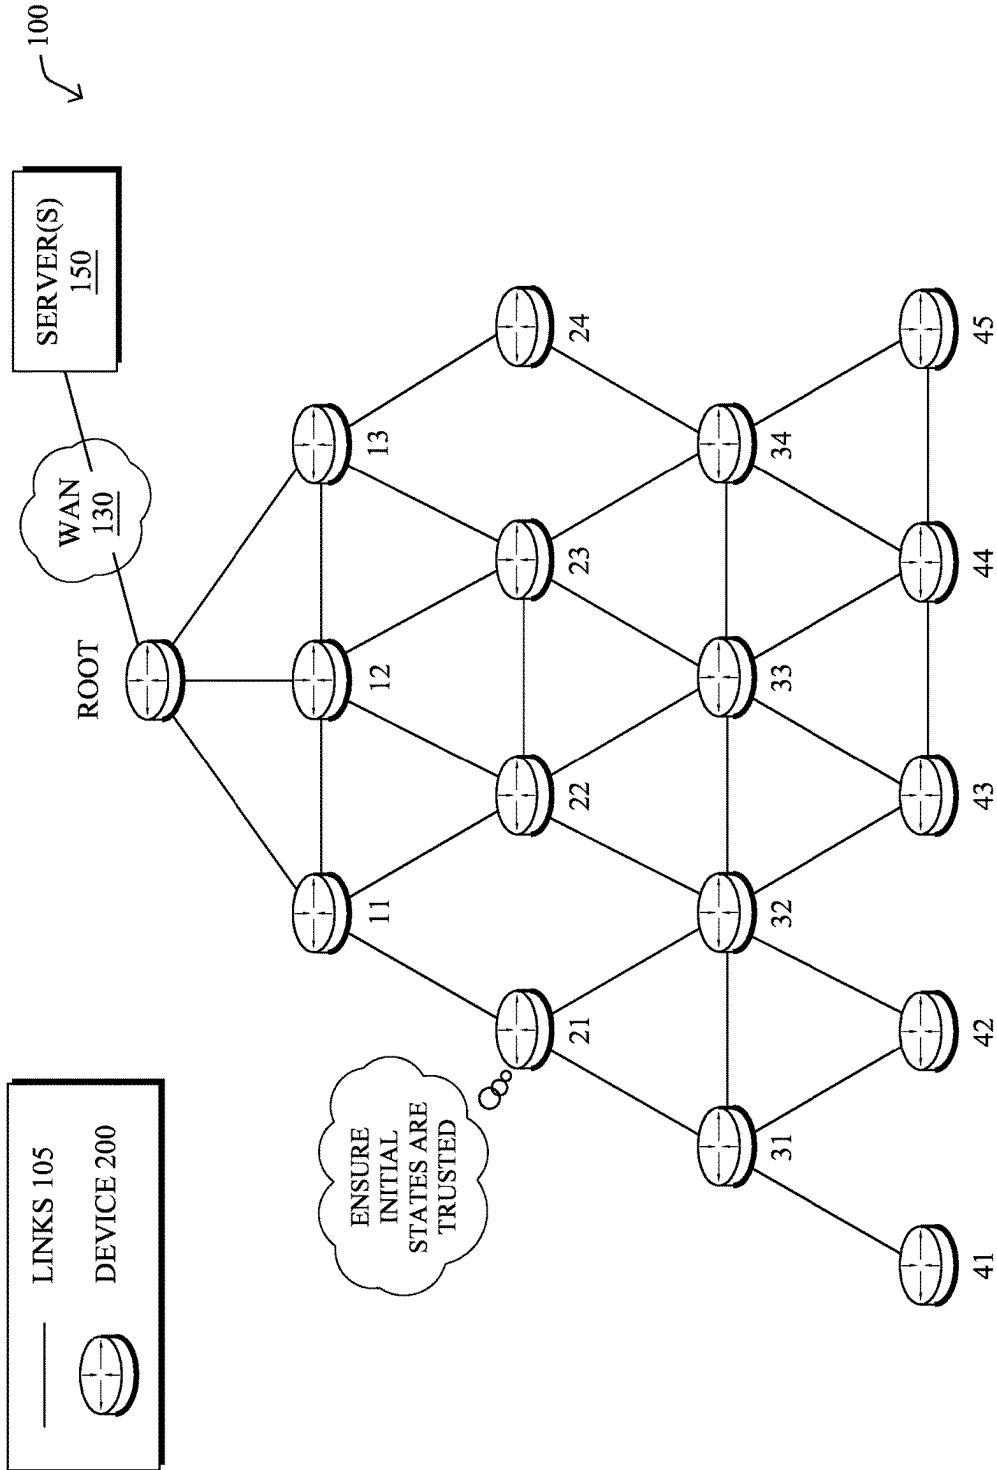 100
SERVER(S)
150
WAN
130
ROOT
LINKS 105
DEVICE 200
11
12
13
ENSURE
INITIAL
STATES ARE
TRUSTED
21
22
23
24
31
32
33
34
41
42
43
44
45